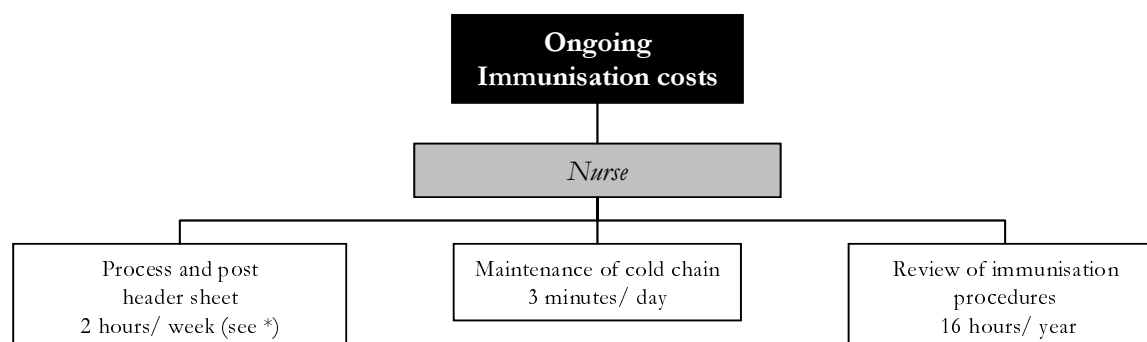 Ongoing
Immunisation costs
Nurse
Process and post
header sheet
2 hours/ week (see *)
Maintenance of cold chain
3 minutes/ day
Review of immunisation
procedures
16 hours/ year